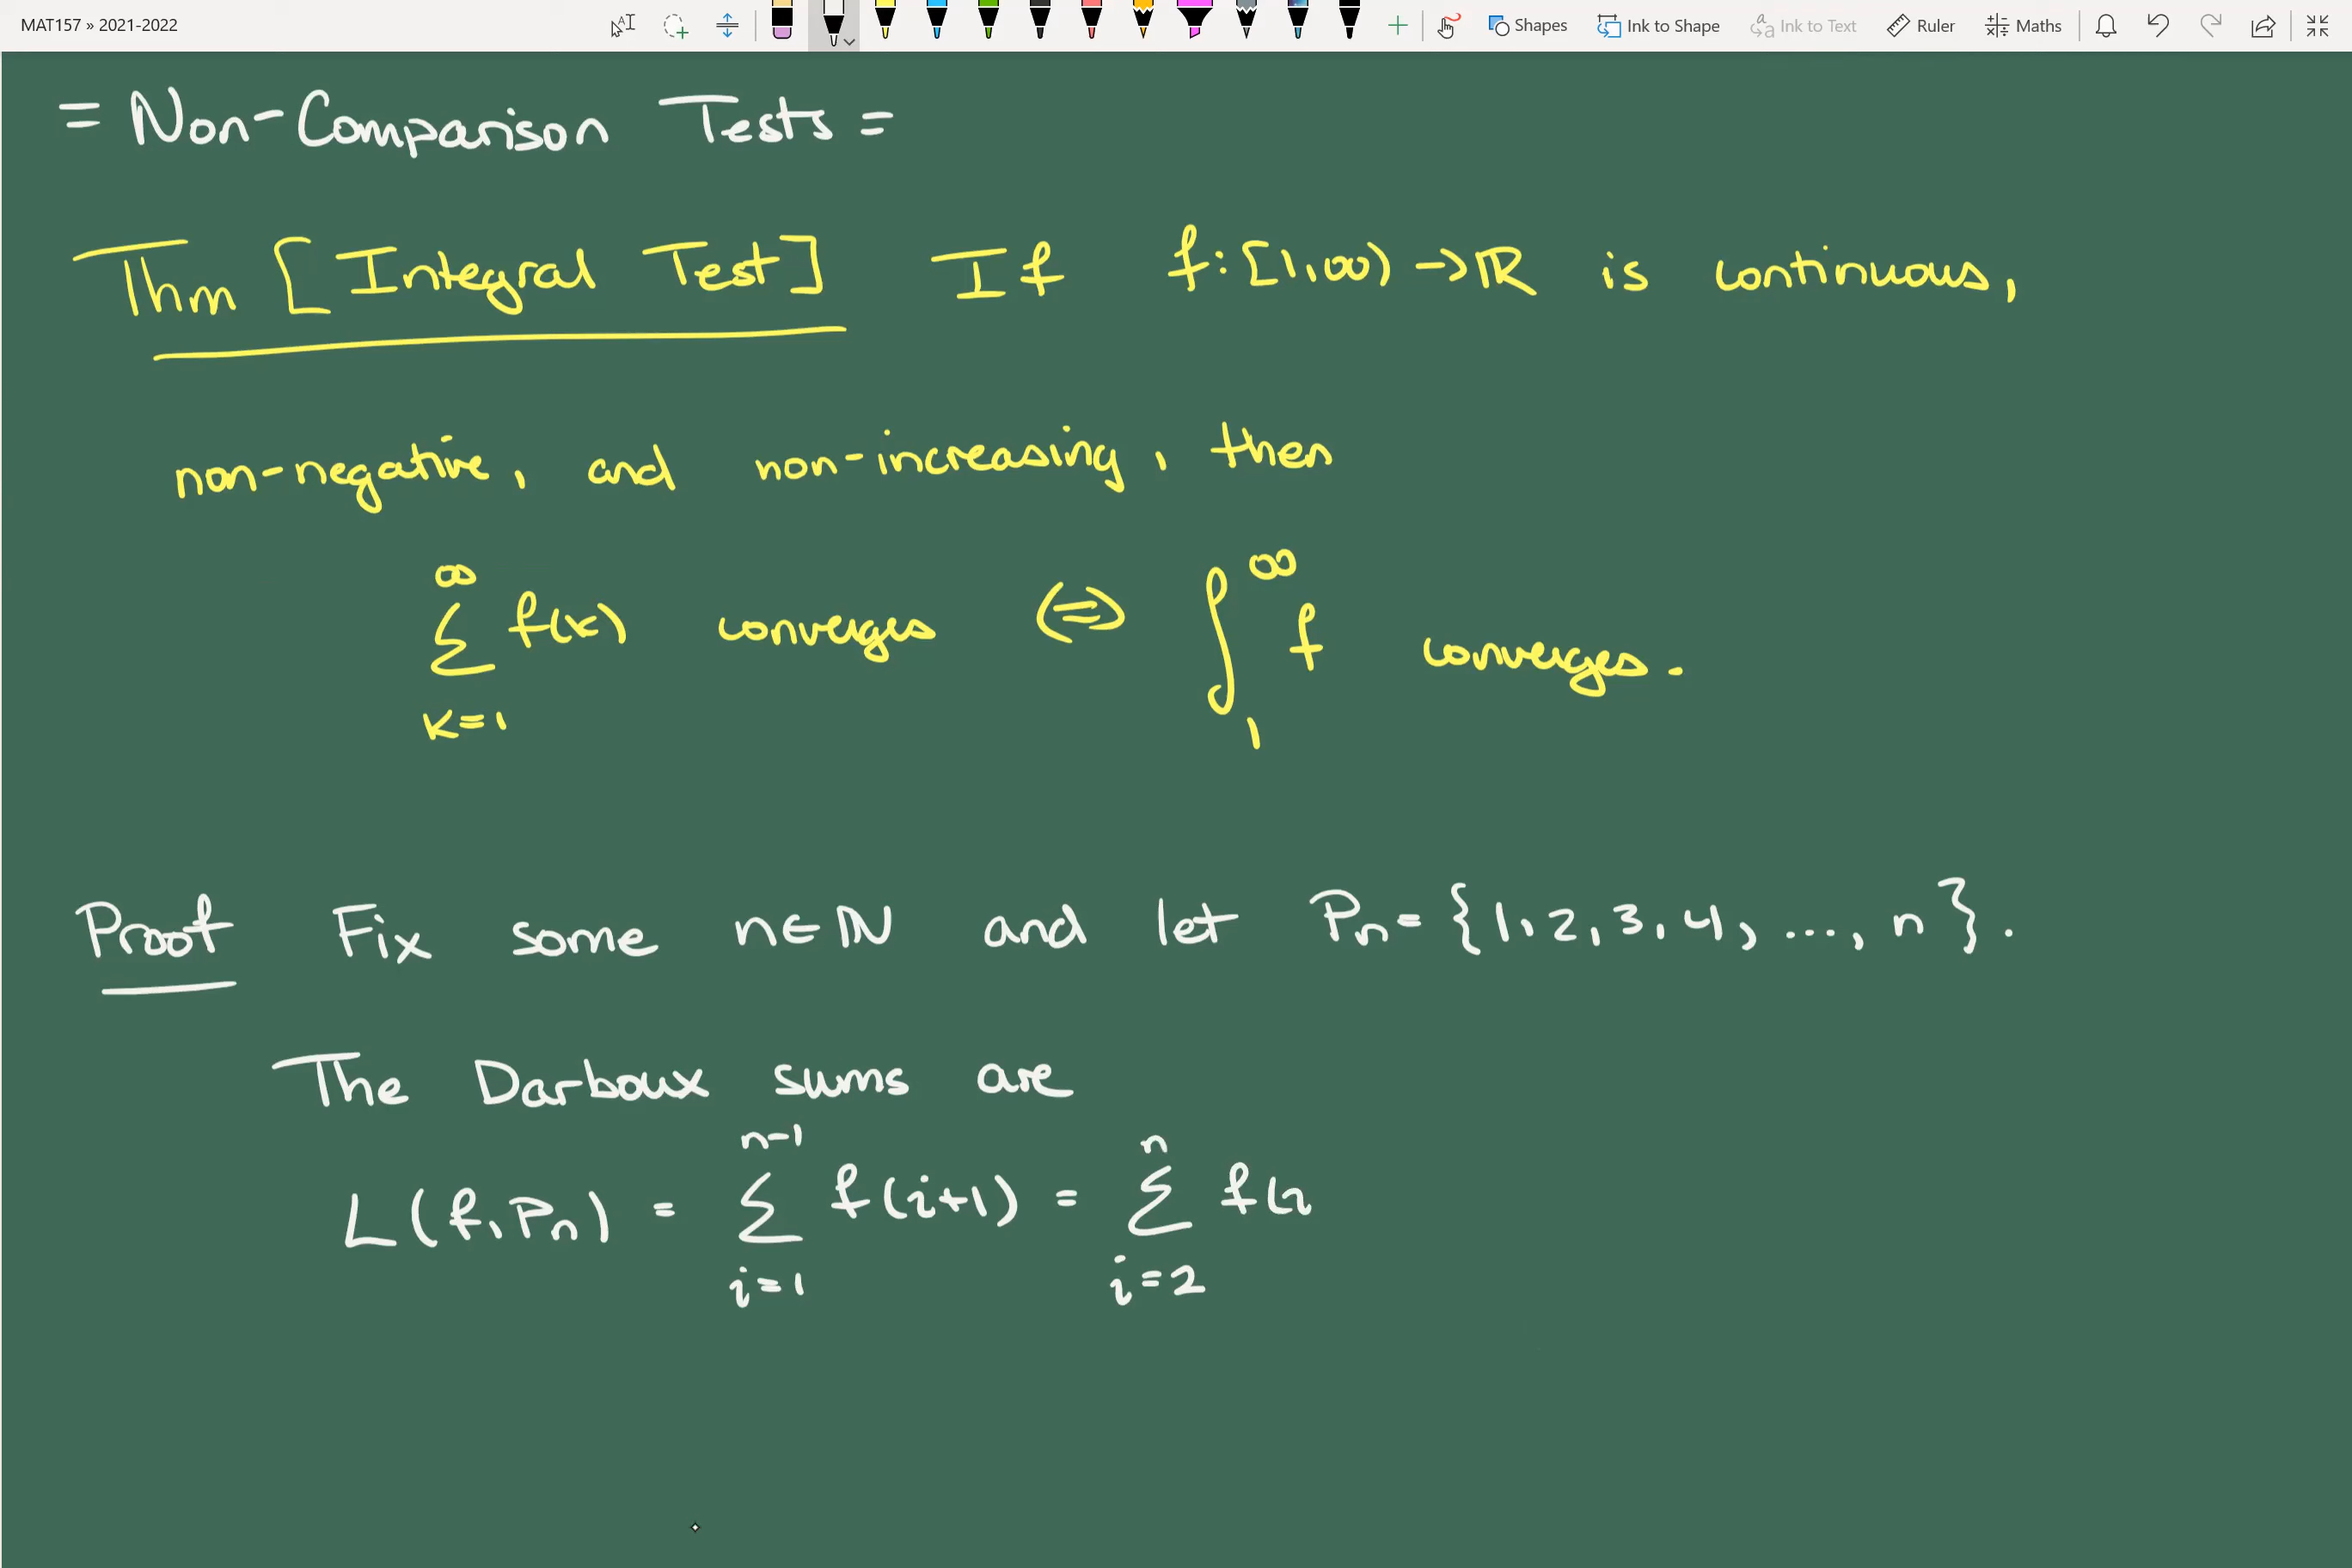 MAT157 » 2021-2022
Shapes Ink to Shape Ink to Text Ruler Maths
= Non-Comparison Tests =
Thm [Integral Test] If f: [1,∞) → ℝ is continuous,
non-negative, and non-increasing, then
∞ ∞
∑ f(k) converges (⇔) ∫ f converges.
k=1 1
Proof Fix some n∈ℕ and let Pn = {1,2,3,4, ..., n}.
The Darboux sums are
n-1 n
L(f,Pn) = ∑ f(i+1) = ∑ f(i
i=1 i=2